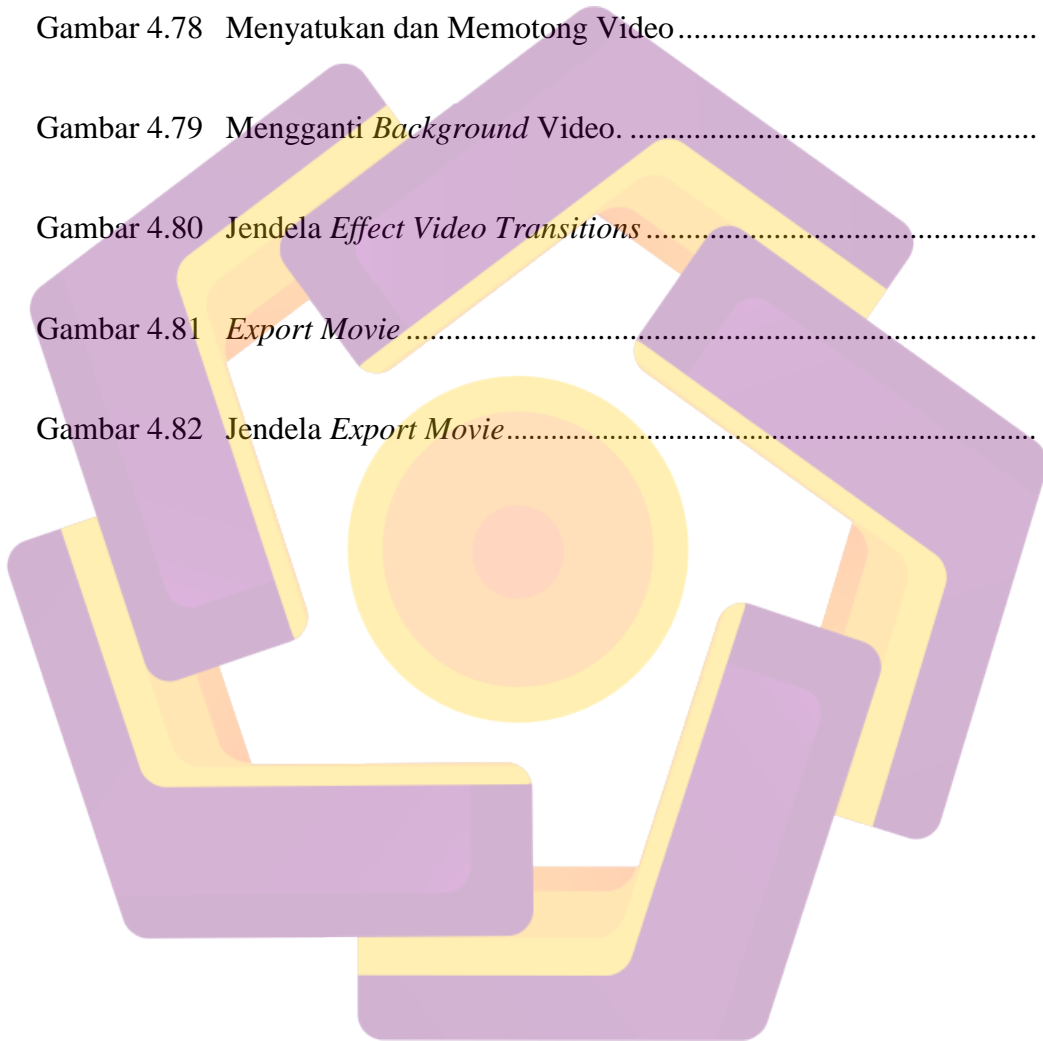 Gambar 4.78 Menyatukan dan Memotong Video.............................................
Gambar 4.79 Mengganti Background Video. ...................................................
Gambar 4.80 Jendela Effect Video Transitions.................................................
Gambar 4.81 Export Movie...............................................................................
Gambar 4.82 Jendela Export Movie..................................................................